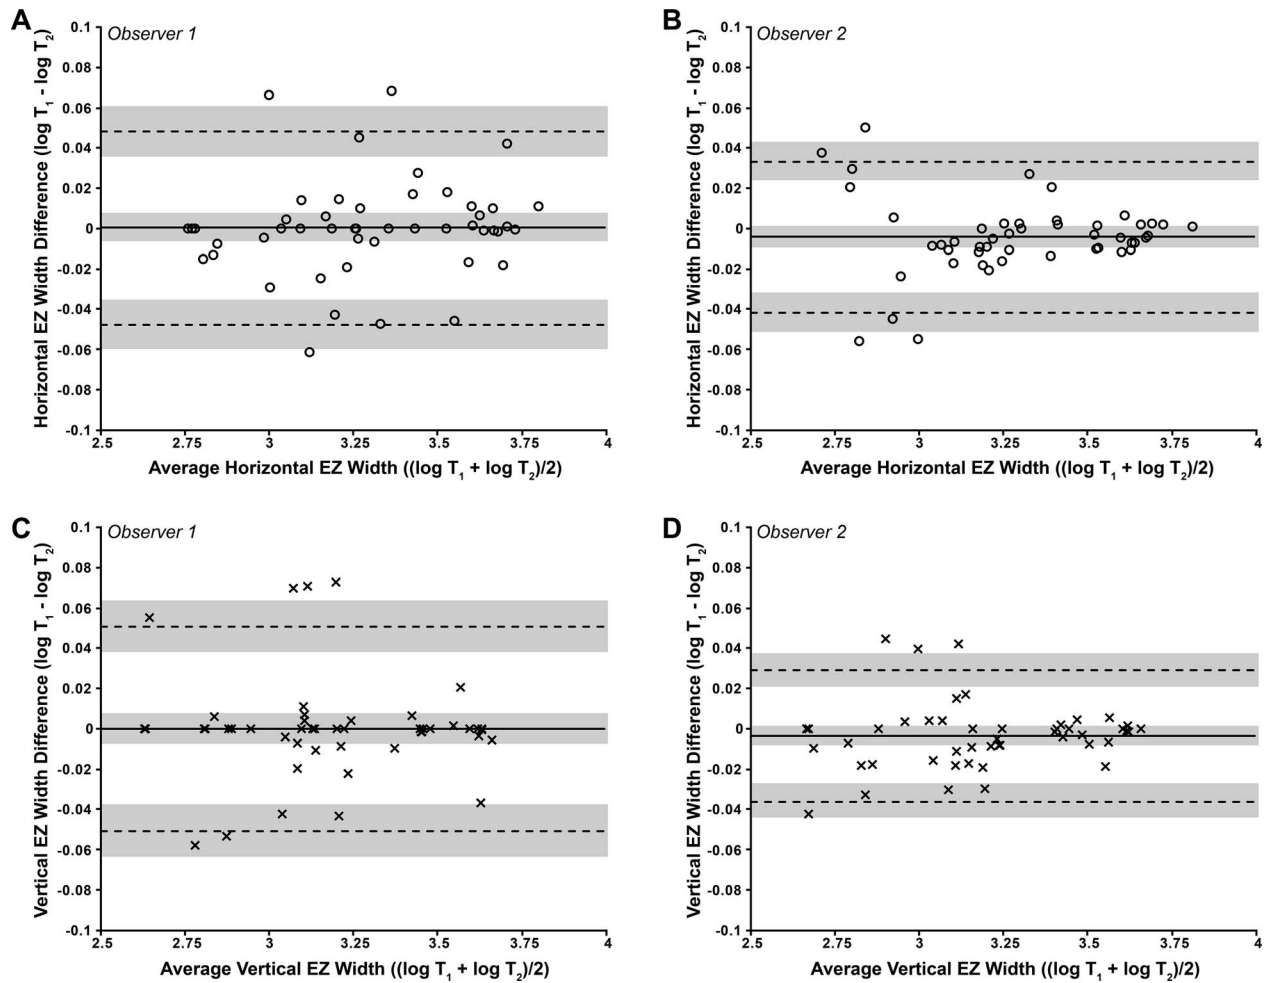 A
Observer 1
Horizontal EZ Width Difference (log T₁ - log T₂)
0.1
0.08
0.06
0.04
0.02
0
-0.02
-0.04
-0.06
-0.08
-0.1
2.5 2.75 3 3.25 3.5 3.75 4
Average Horizontal EZ Width ((log T₁ + log T₂)/2)
B
Observer 2
Horizontal EZ Width Difference (log T₁ - log T₂)
0.1
0.08
0.06
0.04
0.02
0
-0.02
-0.04
-0.06
-0.08
-0.1
2.5 2.75 3 3.25 3.5 3.75 4
Average Horizontal EZ Width ((log T₁ + log T₂)/2)
C
Observer 1
Vertical EZ Width Difference (log T₁ - log T₂)
0.1
0.08
0.06
0.04
0.02
0
-0.02
-0.04
-0.06
-0.08
-0.1
2.5 2.75 3 3.25 3.5 3.75 4
Average Vertical EZ Width ((log T₁ + log T₂)/2)
D
Observer 2
Vertical EZ Width Difference (log T₁ - log T₂)
0.1
0.08
0.06
0.04
0.02
0
-0.02
-0.04
-0.06
-0.08
-0.1
2.5 2.75 3 3.25 3.5 3.75 4
Average Vertical EZ Width ((log T₁ + log T₂)/2)